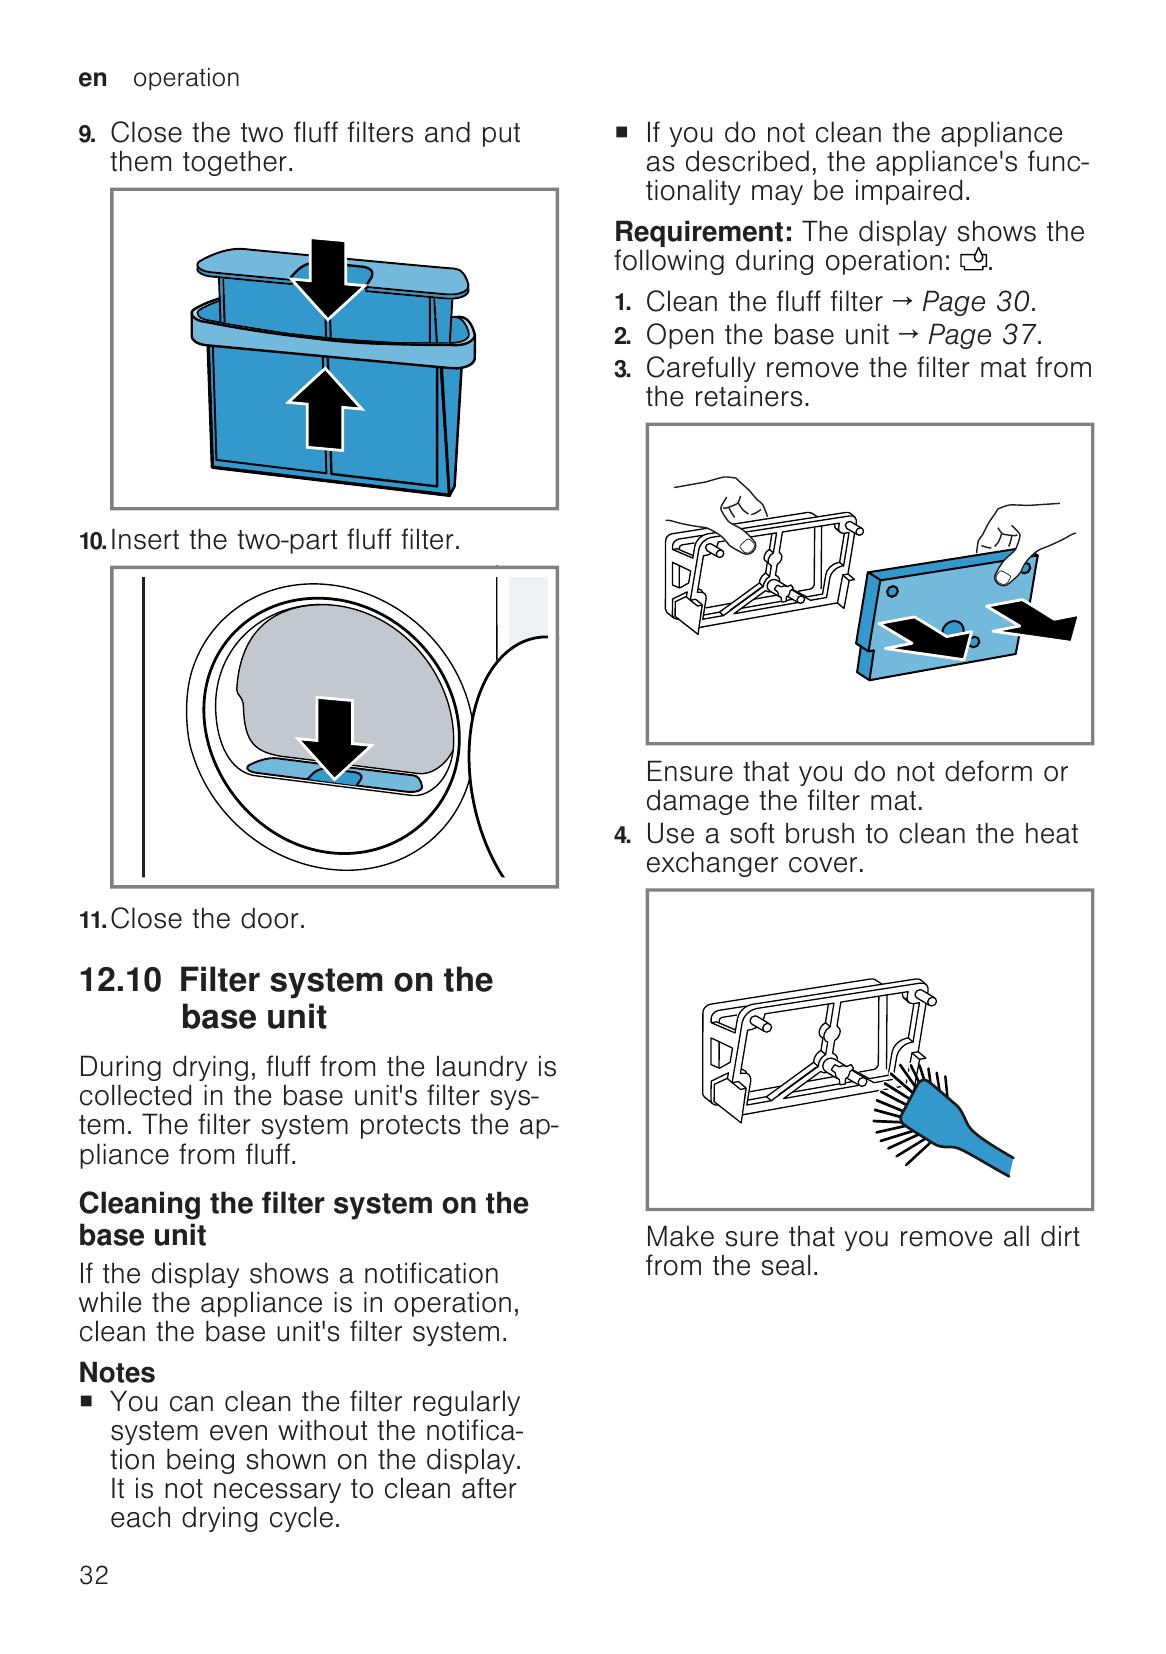 en operation
9. Close the two fluff filters and put
them together.
10. Insert the two-part fluff filter.
11. Close the door.
12.10 Filter system on the
base unit
During drying, fluff from the laundry is
collected in the base unit's filter sys-
tem. The filter system protects the ap-
pliance from fluff.
Cleaning the filter system on the
base unit
If the display shows a notification
while the appliance is in operation,
clean the base unit's filter system.
Notes
▪ You can clean the filter regularly
system even without the notifica-
tion being shown on the display.
It is not necessary to clean after
each drying cycle.
▪ If you do not clean the appliance
as described, the appliance's func-
tionality may be impaired.
Requirement: The display shows the
following during operation: .
1. Clean the fluff filter → Page 30.
2. Open the base unit → Page 37.
3. Carefully remove the filter mat from
the retainers.
Ensure that you do not deform or
damage the filter mat.
4. Use a soft brush to clean the heat
exchanger cover.
Make sure that you remove all dirt
from the seal.
32